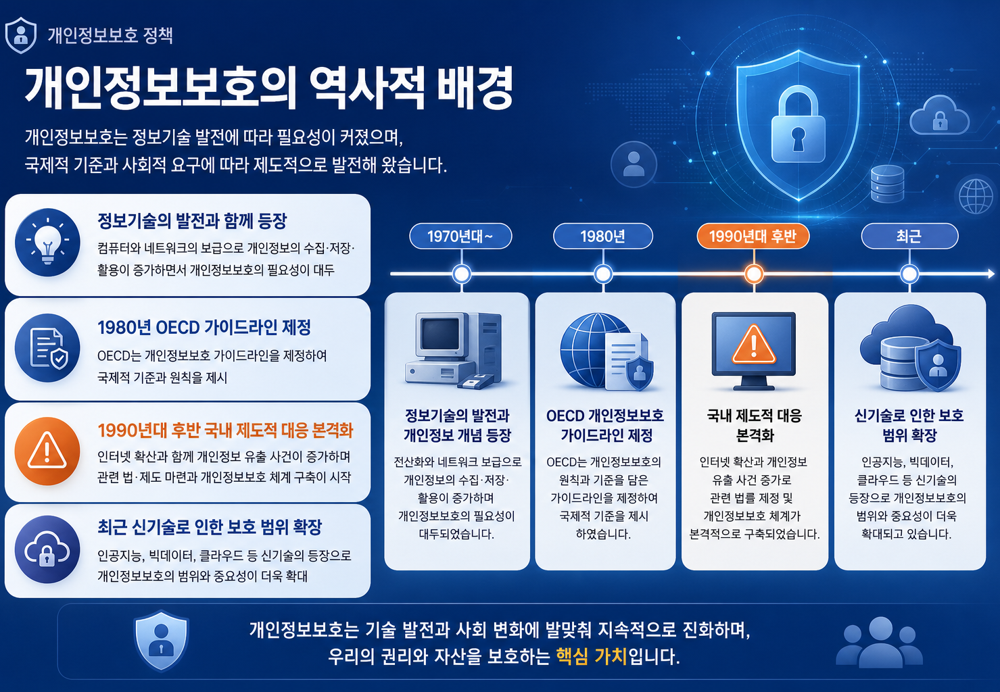 개인정보보호 정책
개인정보보호의 역사적 배경
개인정보보호는 정보기술 발전에 따라 필요성이 커졌으며,
국제적 기준과 사회적 요구에 따라 제도적으로 발전해 왔습니다.
정보기술의 발전과 함께 등장
컴퓨터와 네트워크의 보급으로 개인정보의 수집·저장·
활용이 증가하면서 개인정보보호의 필요성이 대두
1980년 OECD 가이드라인 제정
OECD는 개인정보보호 가이드라인을 제정하여
국제적 기준과 원칙을 제시
1990년대 후반 국내 제도적 대응 본격화
인터넷 확산과 함께 개인정보 유출 사건이 증가하며
관련 법·제도 마련과 개인정보보호 체계 구축이 시작
최근 신기술로 인한 보호 범위 확장
인공지능, 빅데이터, 클라우드 등 신기술의 등장으로
개인정보보호의 범위와 중요성이 더욱 확대
1970년대~
정보기술의 발전과
개인정보 개념 등장
전산화와 네트워크 보급으로
개인정보의 수집·저장·
활용이 증가하며
개인정보보호의 필요성이
대두되었습니다.
1980년
OECD 개인정보보호
가이드라인 제정
OECD는 개인정보보호의
원칙과 기준을 담은
가이드라인을 제정하여
국제적 기준을 제시
하였습니다.
1990년대 후반
국내 제도적 대응
본격화
인터넷 확산과 개인정보
유출 사건 증가로
관련 법률 제정 및
개인정보보호 체계가
본격적으로 구축되었습니다.
최근
신기술로 인한 보호
범위 확장
인공지능, 빅데이터,
클라우드 등 신기술의
등장으로 개인정보보호의
범위와 중요성이 더욱
확대되고 있습니다.
개인정보보호는 기술 발전과 사회 변화에 발맞춰 지속적으로 진화하며,
우리의 권리와 자산을 보호하는 핵심 가치입니다.